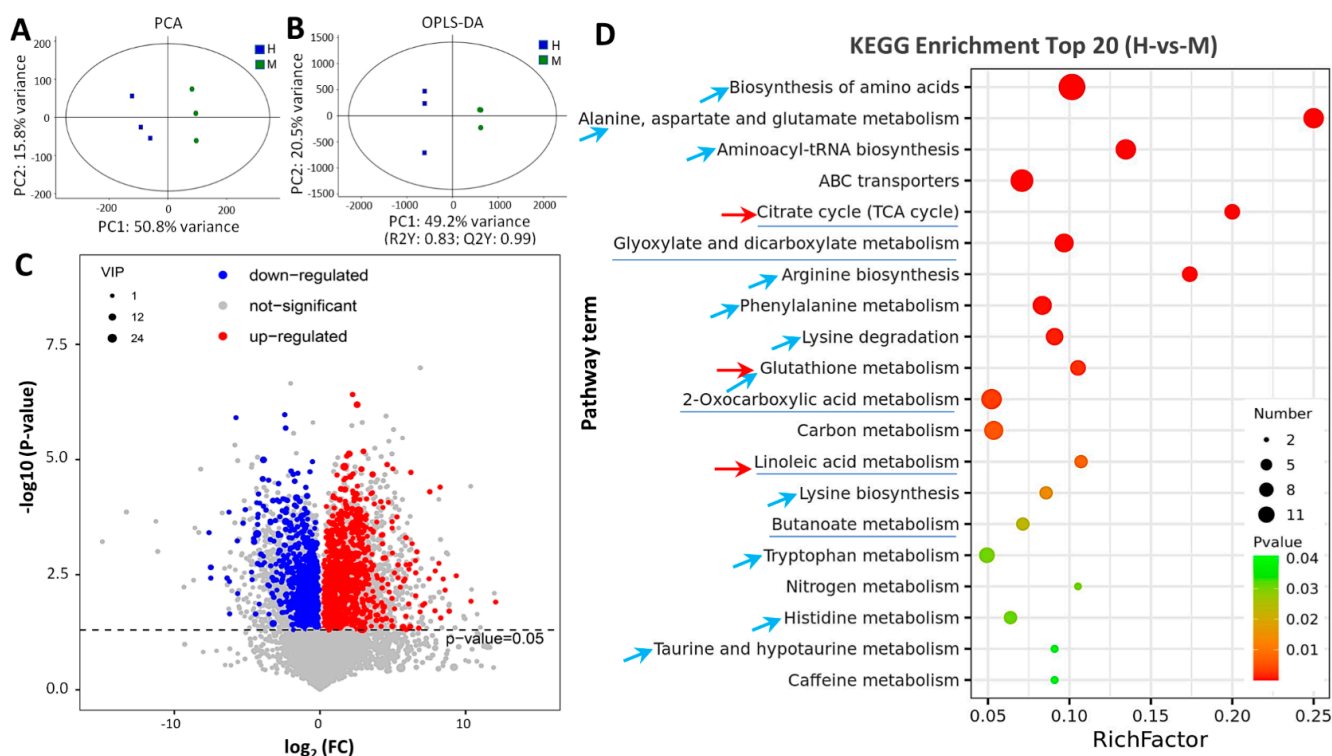 A
PCA
200
100
0
-100
-200
-200
0
200
H
M
PC2: 15.8% variance
PC1: 50.8% variance
B
OPLS-DA
1500
1000
500
0
-500
-1000
-1500
-2000
-1000
0
1000
2000
H
M
PC2: 20.5% variance
PC1: 49.2% variance
(R2Y: 0.83; Q2Y: 0.99)
C
VIP
1
12
24
down-regulated
not-significant
up-regulated
7.5
5.0
2.5
0.0
-log10 (P-value)
p-value=0.05
-10
0
10
log2 (FC)
D
KEGG Enrichment Top 20 (H-vs-M)
Pathway term
Biosynthesis of amino acids
Alanine, aspartate and glutamate metabolism
Aminoacyl-tRNA biosynthesis
ABC transporters
Citrate cycle (TCA cycle)
Glyoxylate and dicarboxylate metabolism
Arginine biosynthesis
Phenylalanine metabolism
Lysine degradation
Glutathione metabolism
2-Oxocarboxylic acid metabolism
Carbon metabolism
Linoleic acid metabolism
Lysine biosynthesis
Butanoate metabolism
Tryptophan metabolism
Nitrogen metabolism
Histidine metabolism
Taurine and hypotaurine metabolism
Caffeine metabolism
Number
2
5
8
11
Pvalue
0.04
0.03
0.02
0.01
0.05
0.10
0.15
0.20
0.25
RichFactor